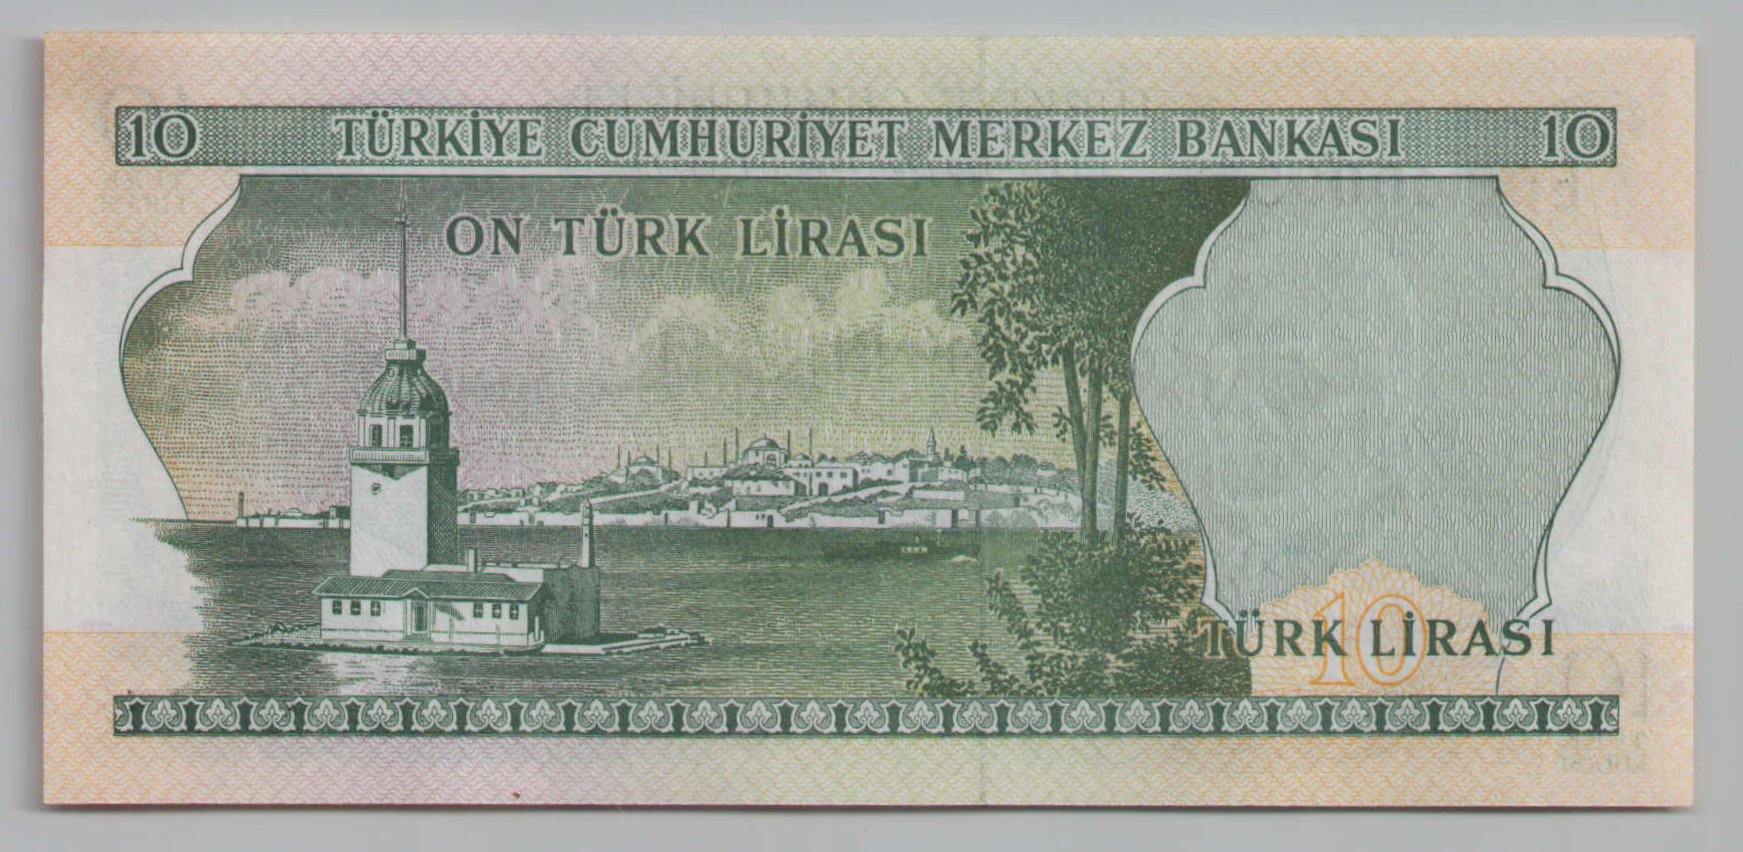 10 TÜRKİYE CUMHURİYET MERKEZ BANKASI 10
ON TÜRK LİRASI
10
TÜRK LİRASI